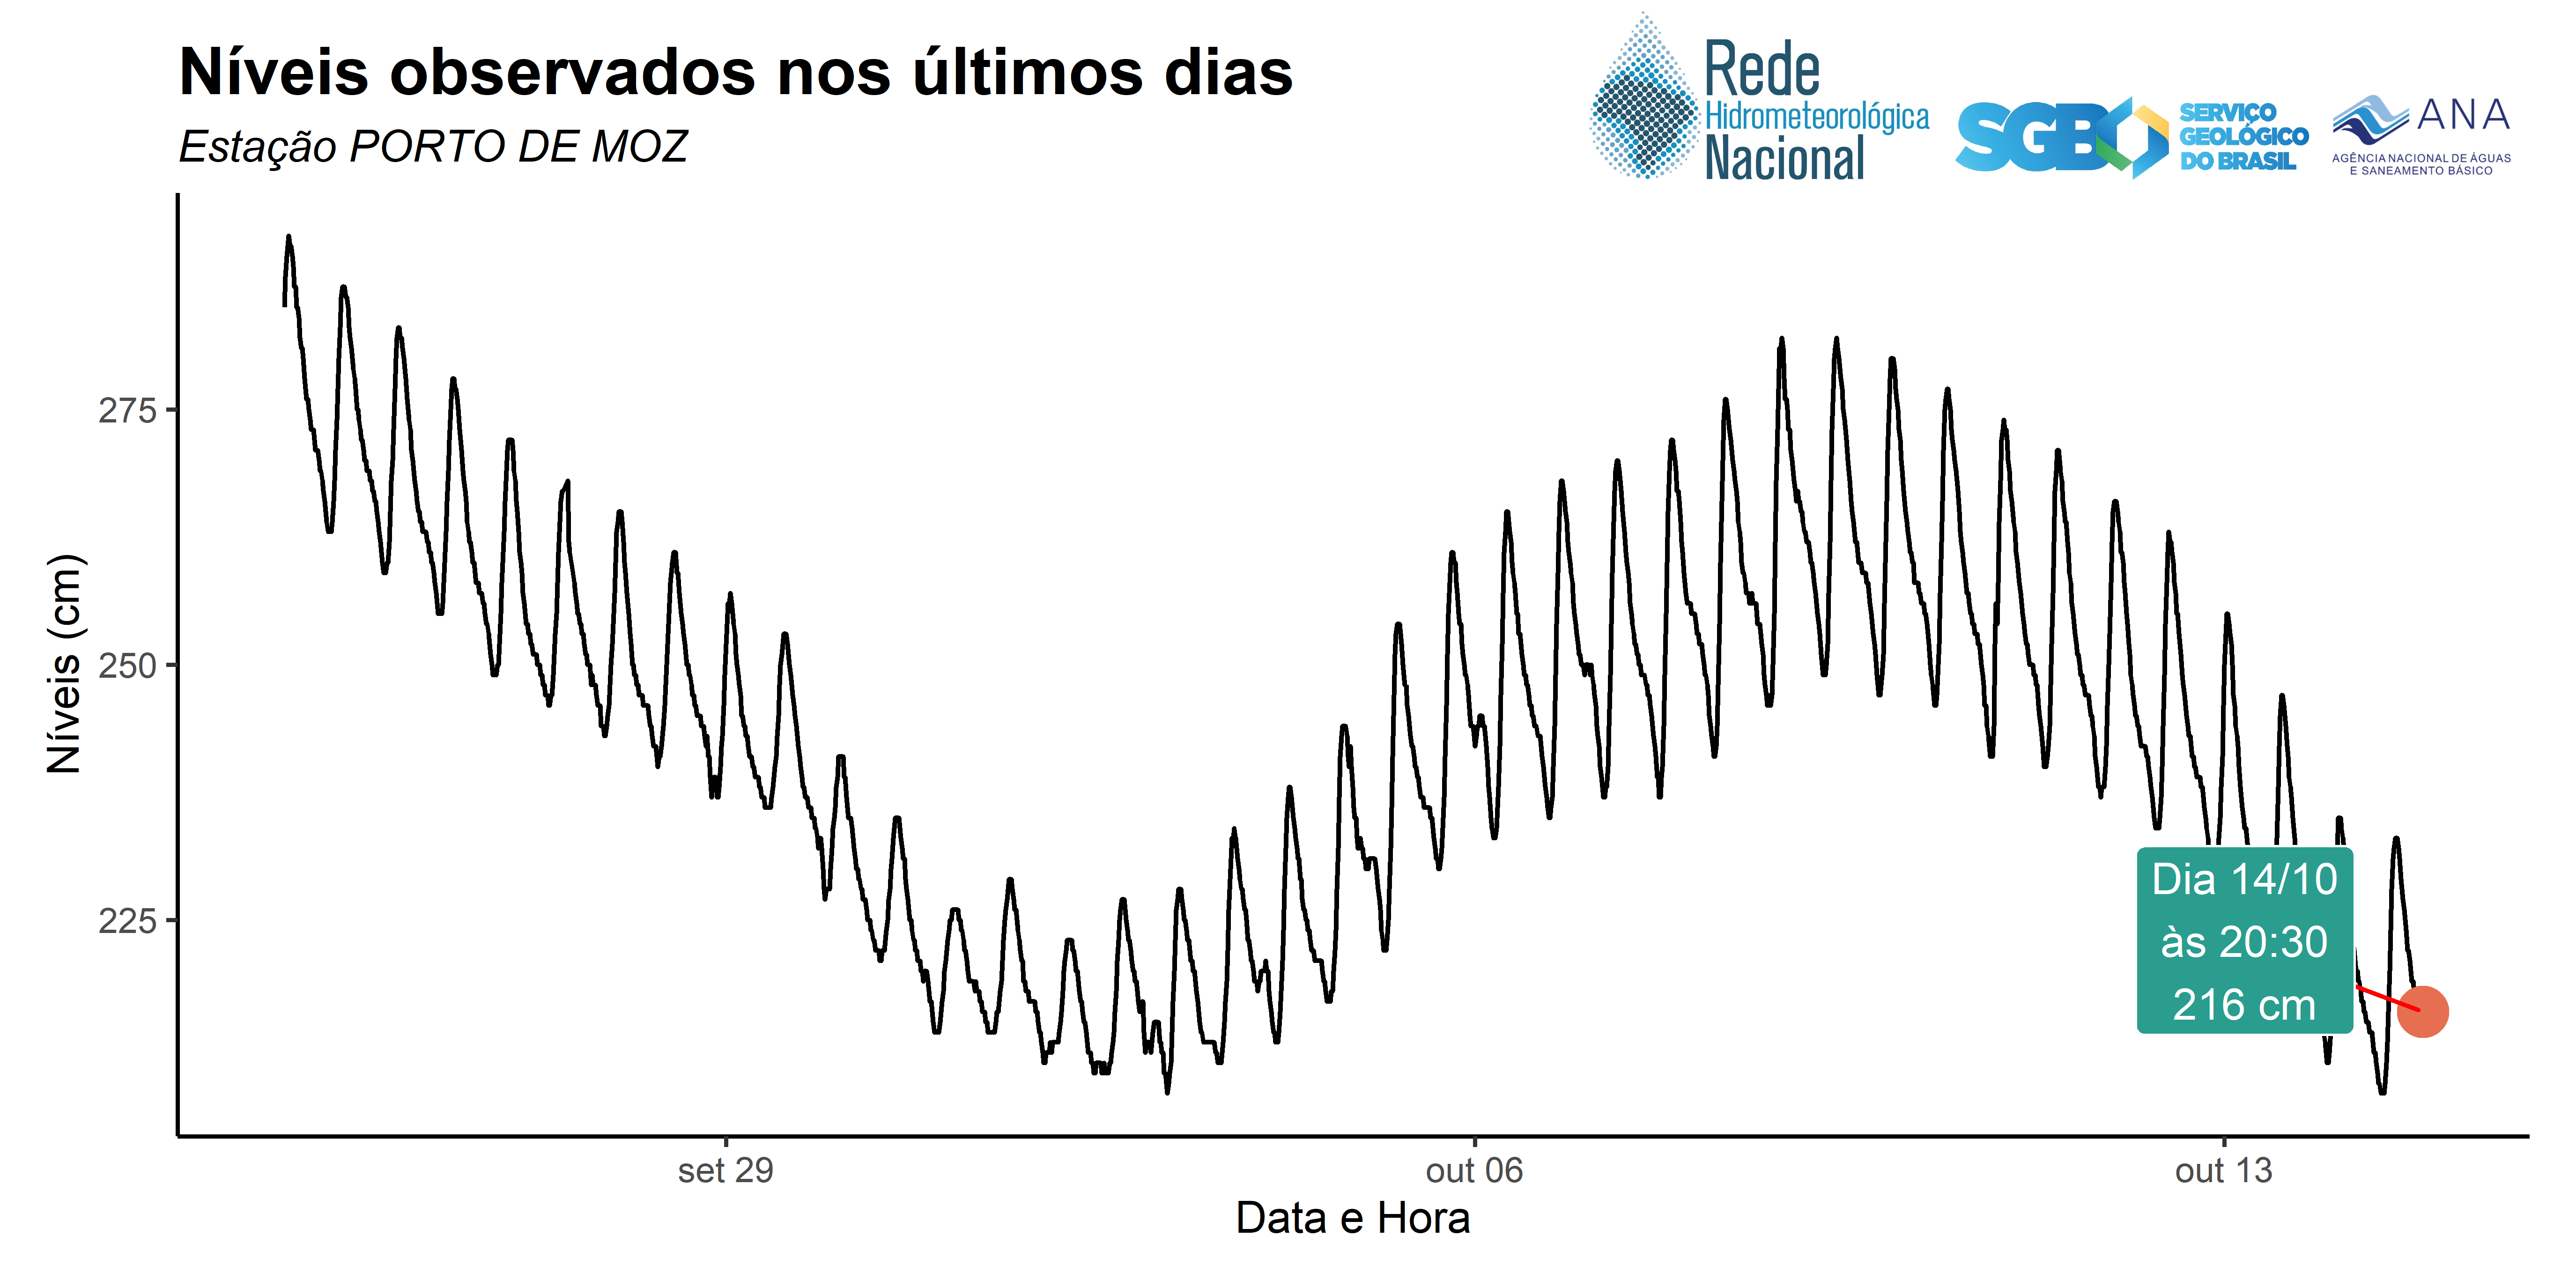 Níveis observados nos últimos dias
Estação PORTO DE MOZ
Rede
Hidrometeorológica
Nacional
SGB
SERVIÇO
GEOLÓGICO
DO BRASIL
ANA
AGÊNCIA NACIONAL DE ÁGUAS
E SANEAMENTO BÁSICO
Níveis (cm)
275
250
225
Dia 14/10
às 20:30
216 cm
set 29
out 06
out 13
Data e Hora